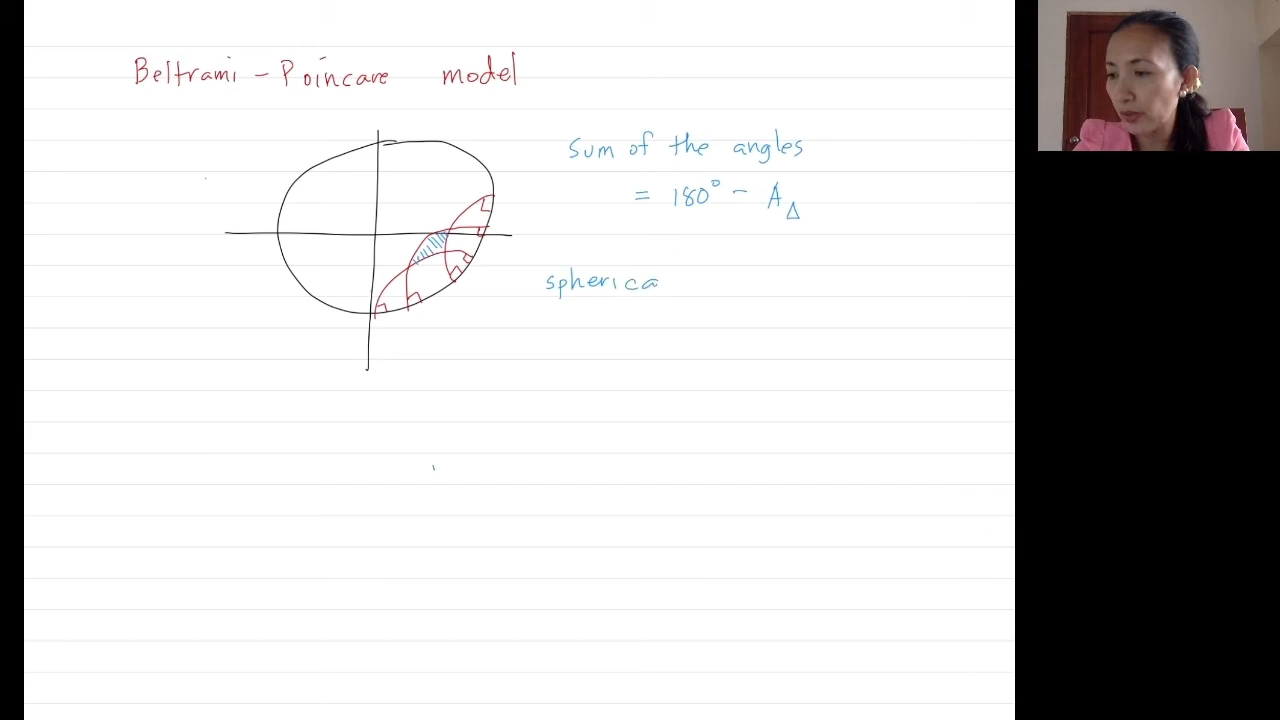 Beltrami - Poincare model
sum of the angles
= 180° - A△
spherica